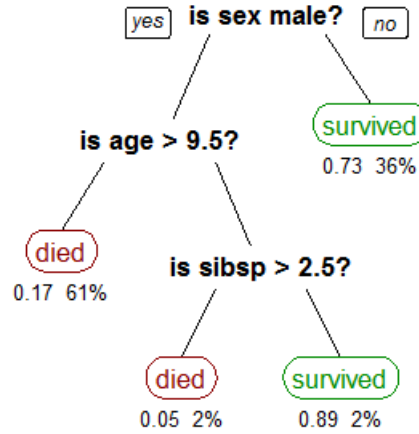 yes is sex male? no
is age > 9.5?
survived
0.73 36%
died
0.17 61%
is sibsp > 2.5?
died survived
0.05 2% 0.89 2%